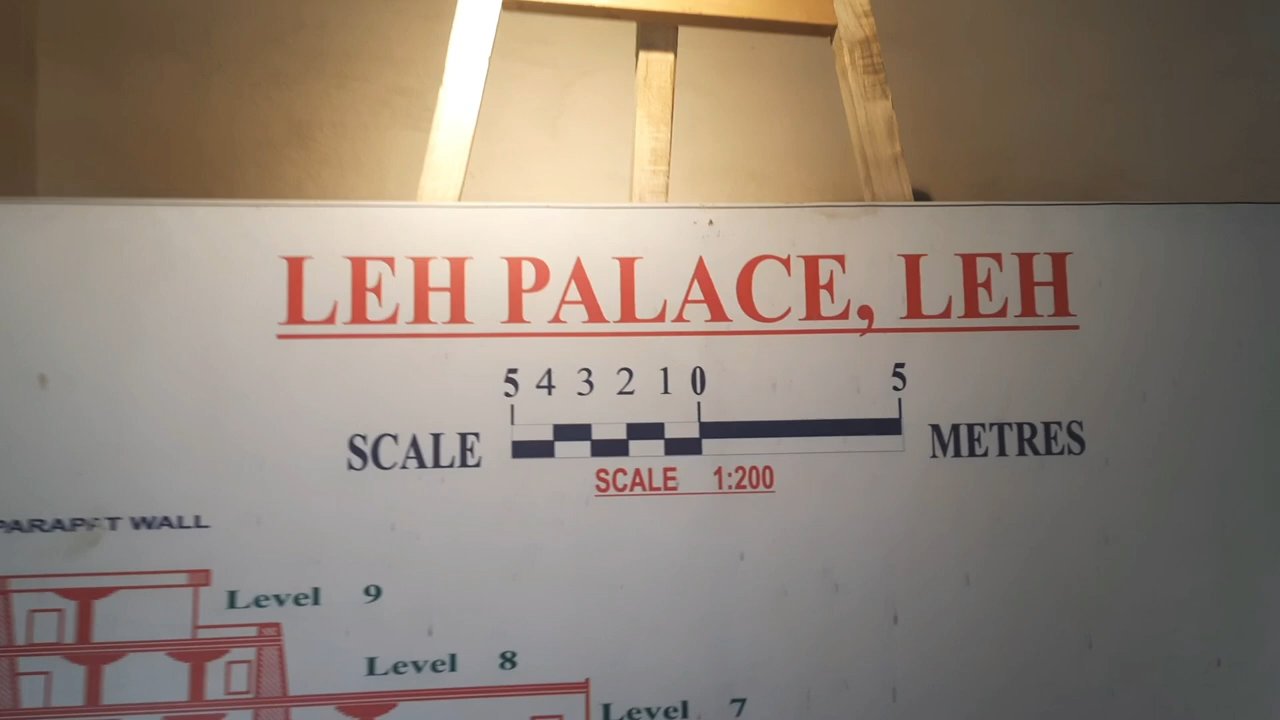 LEH PALACE, LEH
5 4 3 2 1 0 5
SCALE METRES
SCALE 1:200
PARAPET WALL
Level 9
Level 8
Level 7